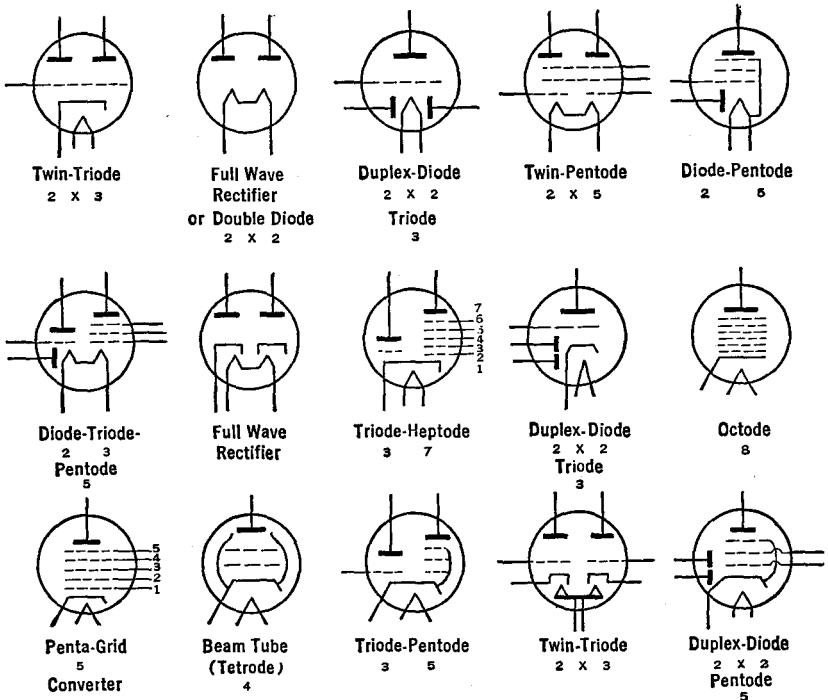 Twin-Triode
2 X 3
Full Wave
Rectifier
or Double Diode
2 X 2
Duplex-Diode
2 X 2
Triode
3
Twin-Pentode
2 X 5
Diode-Pentode
2 5
Diode-Triode-
2 3
Pentode
5
Full Wave
Rectifier
7
6
5
4
3
2
1
Triode-Heptode
3 7
Duplex-Diode
2 X 2
Triode
3
Octode
8
5
4
3
2
1
Penta-Grid
5
Converter
Beam Tube
(Tetrode)
4
Triode-Pentode
3 5
Twin-Triode
2 X 3
Duplex-Diode
2 X 2
Pentode
5